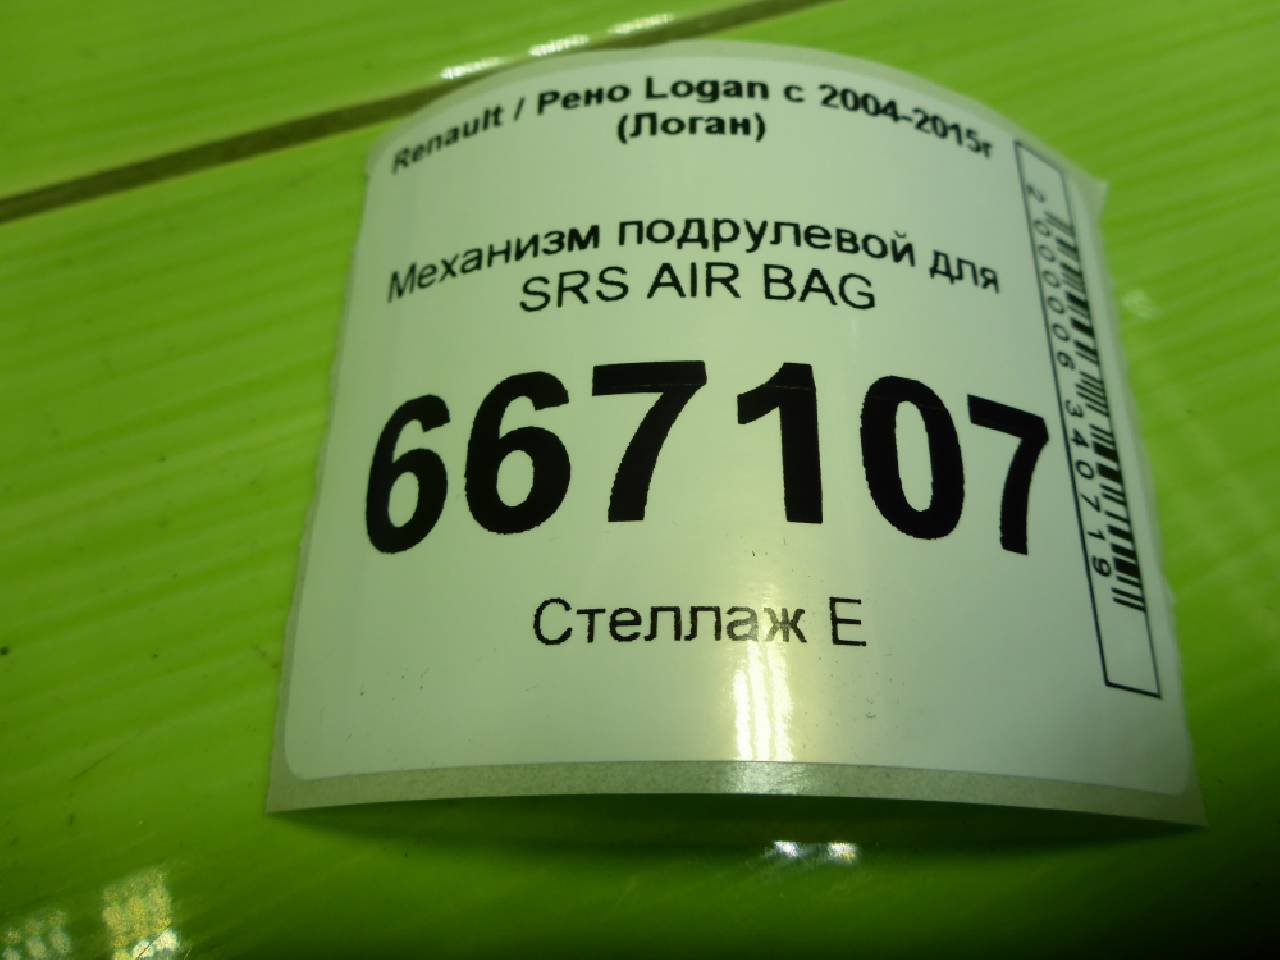 Renault / Рено Logan с 2004-2015г
(Логан)
Механизм подрулевой для
SRS AIR BAG
667107
Стеллаж Е
2000006340719